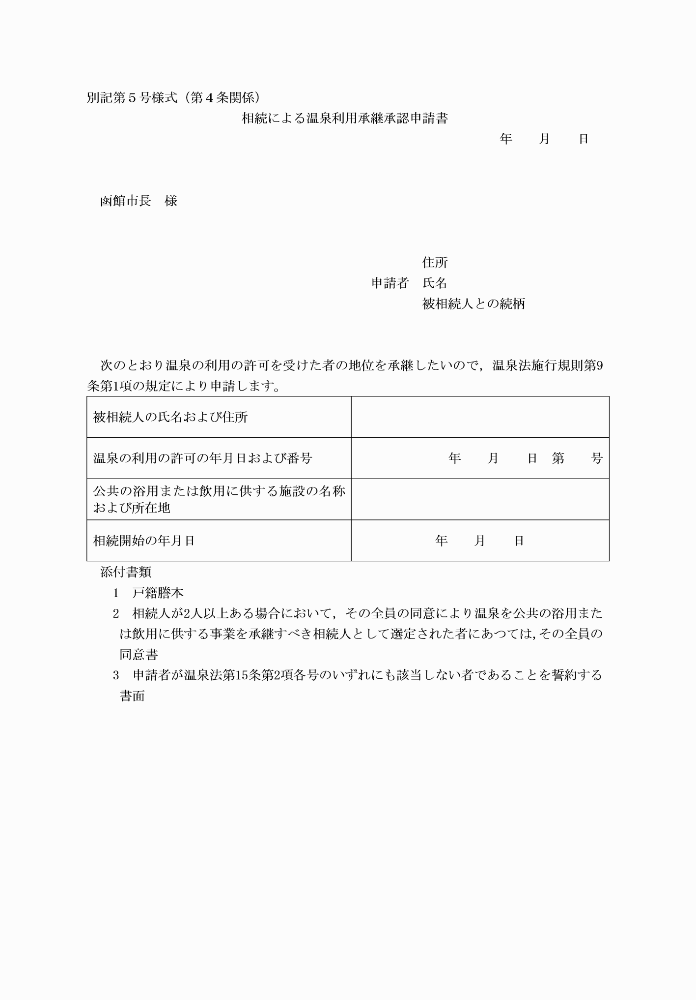 別記第５号様式（第４条関係）
相続による温泉利用承継承認申請書
年　　月　　日
函館市長　様
住所
申請者　氏名
被相続人との続柄
次のとおり温泉の利用の許可を受けた者の地位を承継したいので，温泉法施行規則第9
条第1項の規定により申請します。
被相続人の氏名および住所
温泉の利用の許可の年月日および番号　年　　月　　日　第　　号
公共の浴用または飲用に供する施設の名称
および所在地
相続開始の年月日　年　　月　　日
添付書類
1　戸籍謄本
2　相続人が2人以上ある場合において，その全員の同意により温泉を公共の浴用また
は飲用に供する事業を承継すべき相続人として選定された者にあつては，その全員の
同意書
3　申請者が温泉法第15条第2項各号のいずれにも該当しない者であることを誓約する
書面